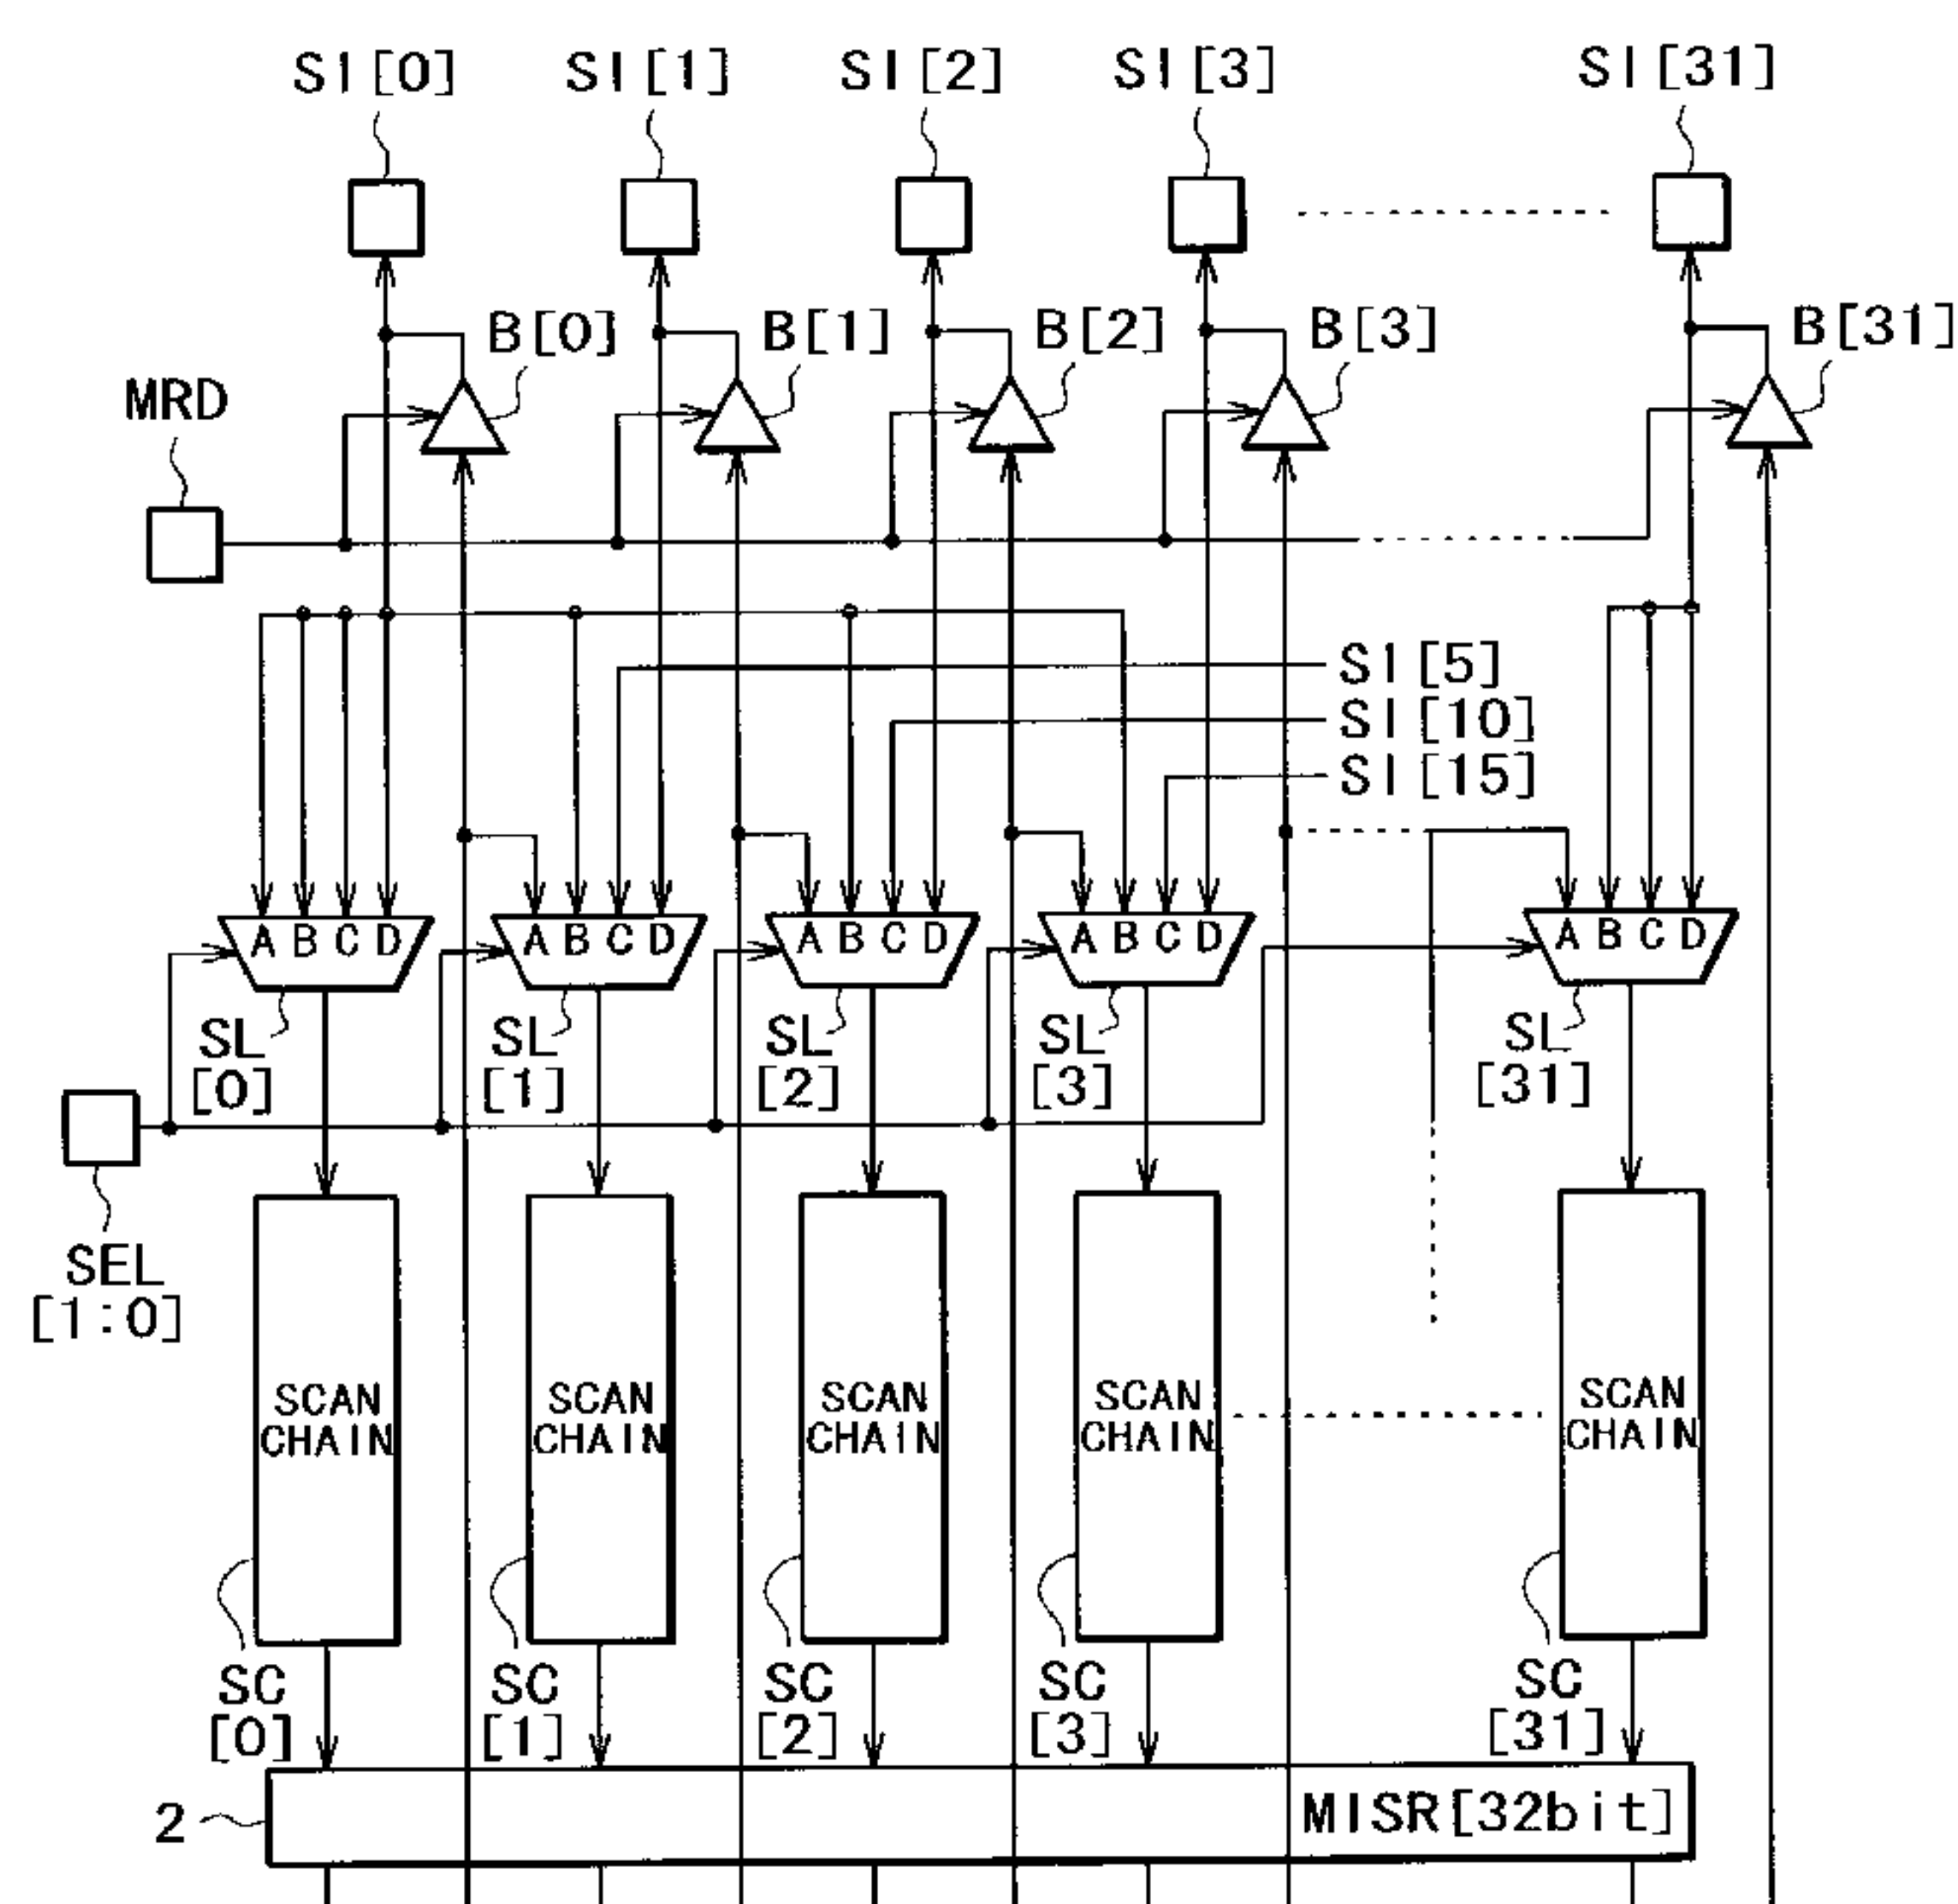 SI[0] SI[1] SI[2] SI[3] SI[31]
B[0] B[1] B[2] B[3] B[31]
MRD
SI[5]
SI[10]
SI[15]
A B C D A B C D A B C D A B C D A B C D
SL SL SL SL SL
[0] [1] [2] [3] [31]
SEL
[1:0]
SCAN SCAN SCAN SCAN SCAN
CHAIN CHAIN CHAIN CHAIN CHAIN
SC SC SC SC SC
[0] [1] [2] [3] [31]
2 MISR[32bit]